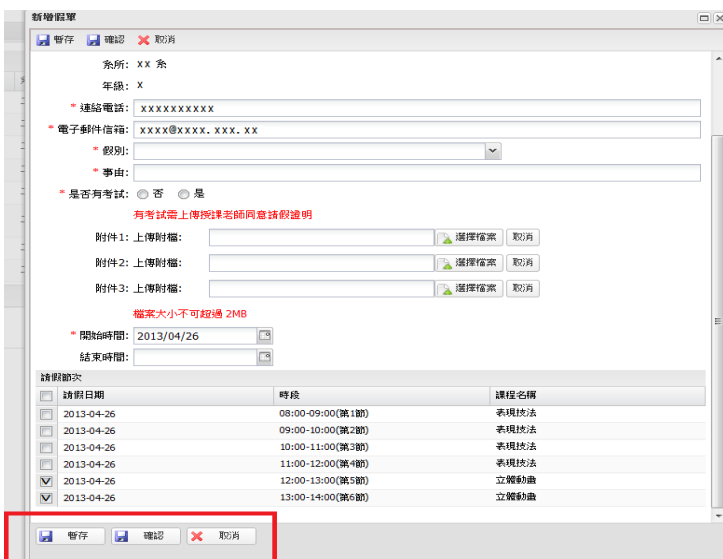 新增假單
暫存 確認 取消
系所: xx 系
年級: x
* 連絡電話: xxxxxxxxxx
* 電子郵件信箱: xxxx@xxxx.xxx.xx
* 假別:
* 事由:
* 是否有考試: 否 是
有考試需上傳授課老師同意請假證明
附件1: 上傳附檔: 選擇檔案 取消
附件2: 上傳附檔: 選擇檔案 取消
附件3: 上傳附檔: 選擇檔案 取消
檔案大小不可超過 2MB
* 開始時間: 2013/04/26
結束時間:
請假節次
請假日期 時段 課程名稱
2013-04-26 08:00-09:00(第1節) 表現技法
2013-04-26 09:00-10:00(第2節) 表現技法
2013-04-26 10:00-11:00(第3節) 表現技法
2013-04-26 11:00-12:00(第4節) 表現技法
2013-04-26 12:00-13:00(第5節) 立體動畫
2013-04-26 13:00-14:00(第6節) 立體動畫
暫存 確認 取消